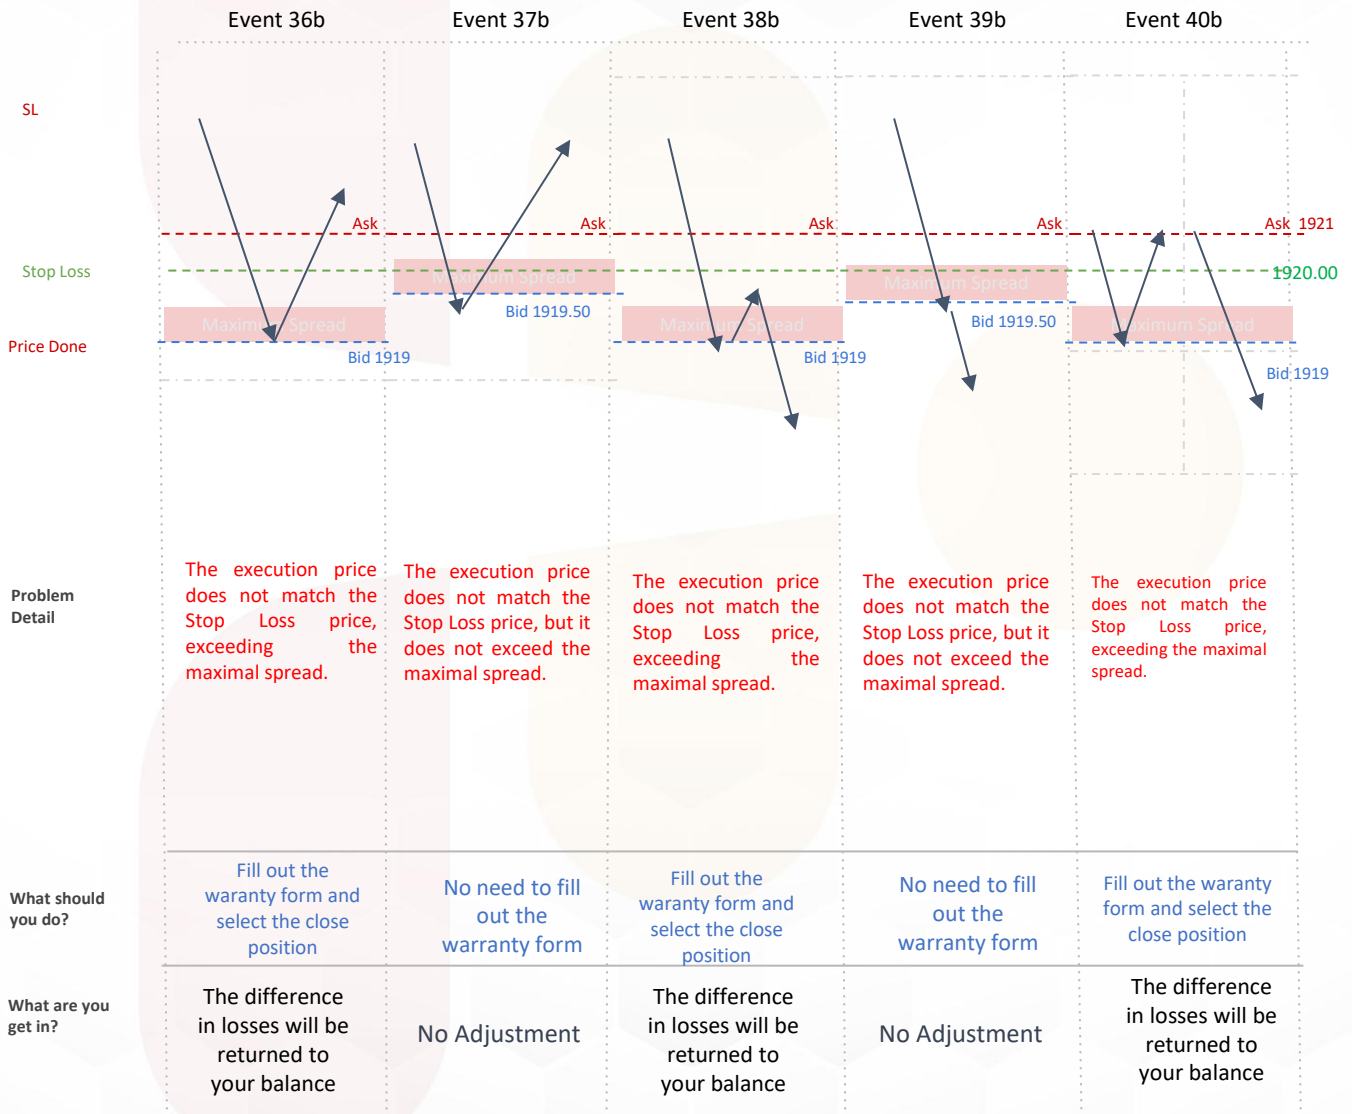 Event 36b
Event 37b
Event 38b
Event 39b
Event 40b
SL
Ask
Ask
Ask
Ask
Ask 1921
Stop Loss
Maximum Spread
Maximum Spread
1920.00
Bid 1919.50
Bid 1919.50
Maximum Spread
Maximum Spread
Maximum Spread
Price Done
Bid 1919
Bid 1919
Bid 1919
Problem
Detail
The execution price
does not match the
Stop Loss price,
exceeding the
maximal spread.
The execution price
does not match the
Stop Loss price, but it
does not exceed the
maximal spread.
The execution price
does not match the
Stop Loss price,
exceeding the
maximal spread.
The execution price
does not match the
Stop Loss price, but it
does not exceed the
maximal spread.
The execution price
does not match the
Stop Loss price,
exceeding the maximal
spread.
What should
you do?
Fill out the
waranty form and
select the close
position
No need to fill
out the
warranty form
Fill out the
waranty form and
select the close
position
No need to fill
out the
warranty form
Fill out the waranty
form and select the
close position
What are you
get in?
The difference
in losses will be
returned to
your balance
No Adjustment
The difference
in losses will be
returned to
your balance
No Adjustment
The difference
in losses will be
returned to
your balance